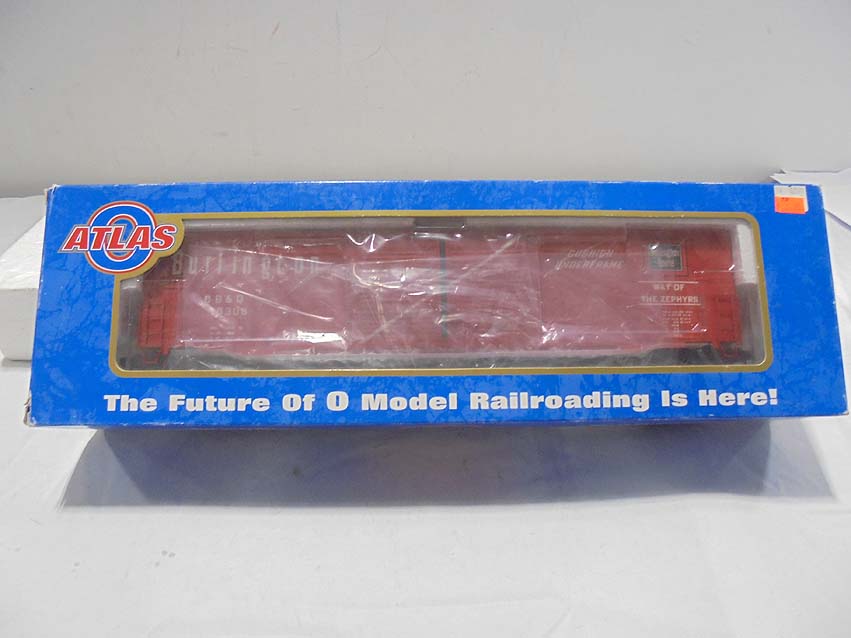 ATLAS
O
Burlington
CB&Q
CUSHION
UNDERFRAME
WAY OF
THE ZEPHYRS
The Future Of O Model Railroading Is Here!